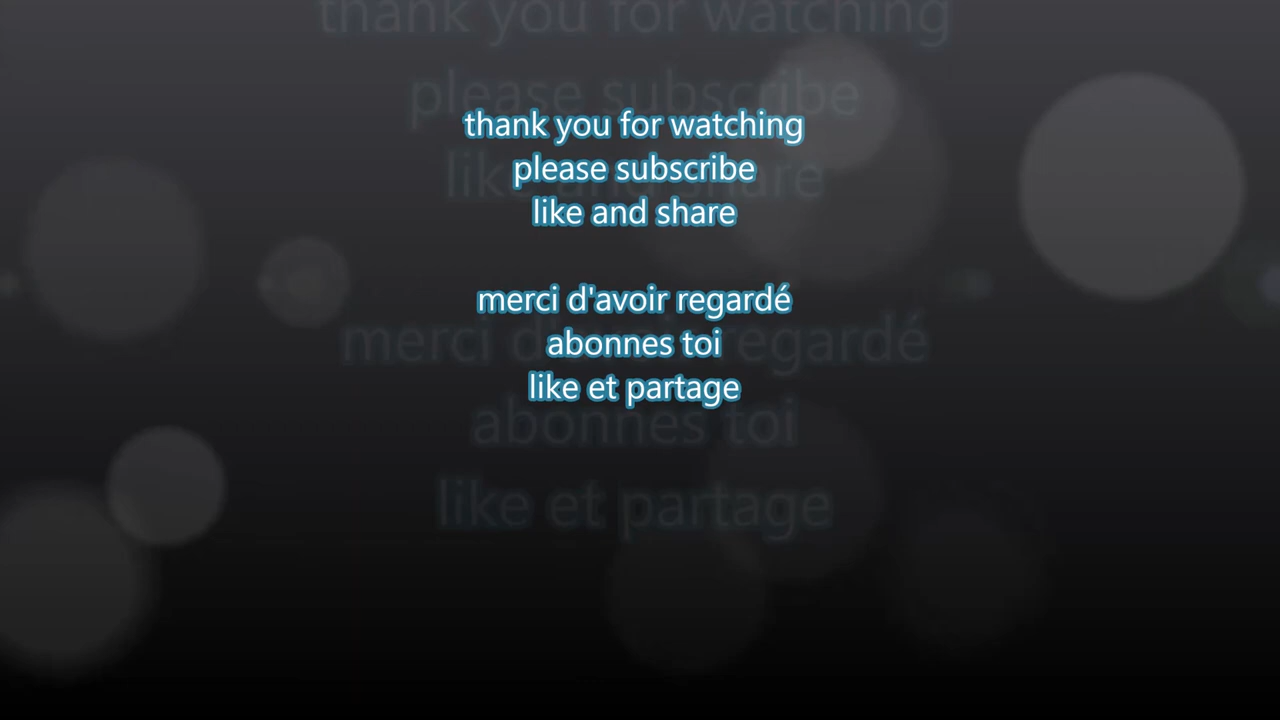 thank you for watching
please subscribe
like and share
merci d'avoir regardé
abonnes toi
like et partage